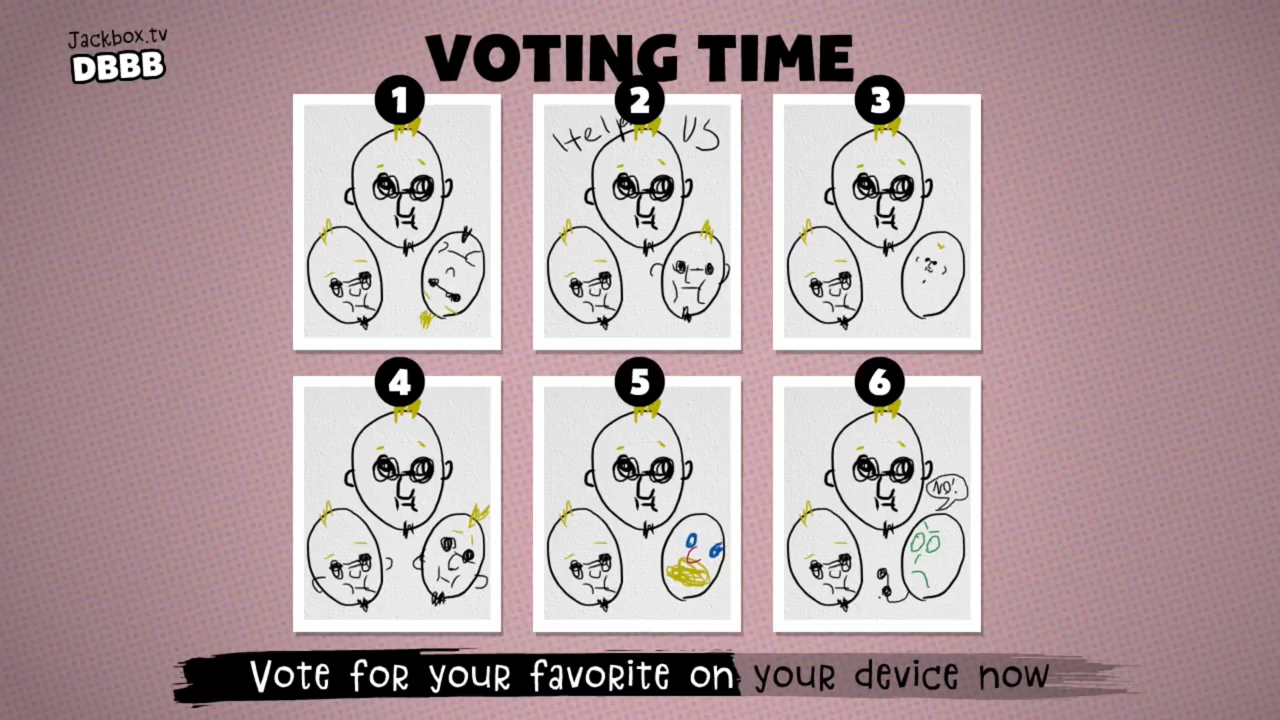 Jackbox.tv
DBBB
VOTING TIME
1
2
3
Help US
4
5
6
NO!
Vote for your favorite on your device now